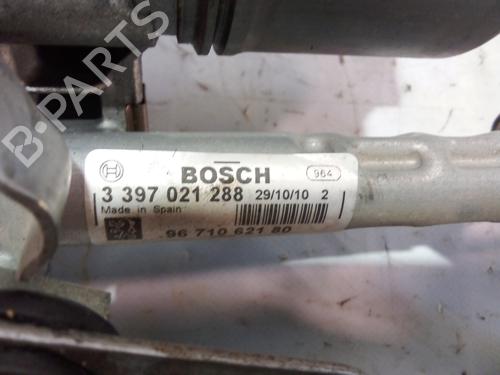 B-PARTS
BOSCH 964
3 397 021 288 29/10/10 2
Made in Spain
96 710 621 80